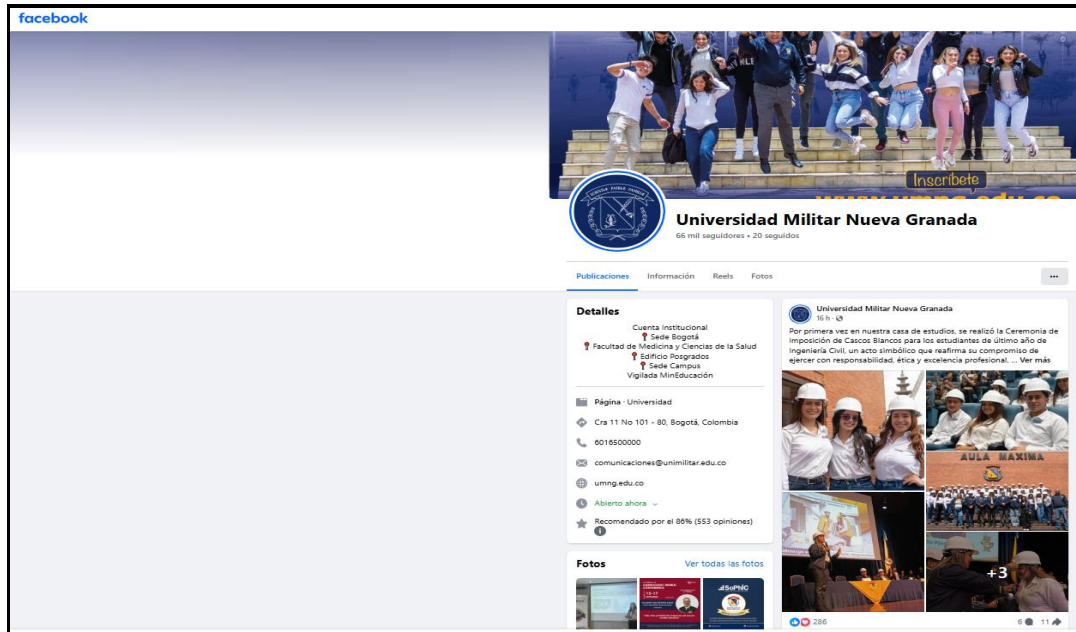 facebook
Inscríbete
www.umng.edu.co
Universidad Militar Nueva Granada
66 mil seguidores • 20 seguidos
Publicaciones
Información
Reels
Fotos
...
Detalles
Cuenta Institucional
📍 Sede Bogotá
📍 Facultad de Medicina y Ciencias de la Salud
📍 Edificio Posgrados
📍 Sede Campus
Vigilada MinEducación
Página · Universidad
Cra 11 No 101 - 80, Bogotá, Colombia
6016500000
comunicaciones@unimilitar.edu.co
umng.edu.co
Abierto ahora
Recomendado por el 86% (553 opiniones)
Fotos
Ver todas las fotos
SoPhIC
Universidad Militar Nueva Granada
16 h ·
Por primera vez en nuestra casa de estudios, se realizó la Ceremonia de
Imposición de Cascos Blancos para los estudiantes de último año de
Ingeniería Civil, un acto simbólico que reafirma su compromiso de
ejercer con responsabilidad, ética y excelencia profesional. ... Ver más
AULA MAXIMA
+3
286
6
11